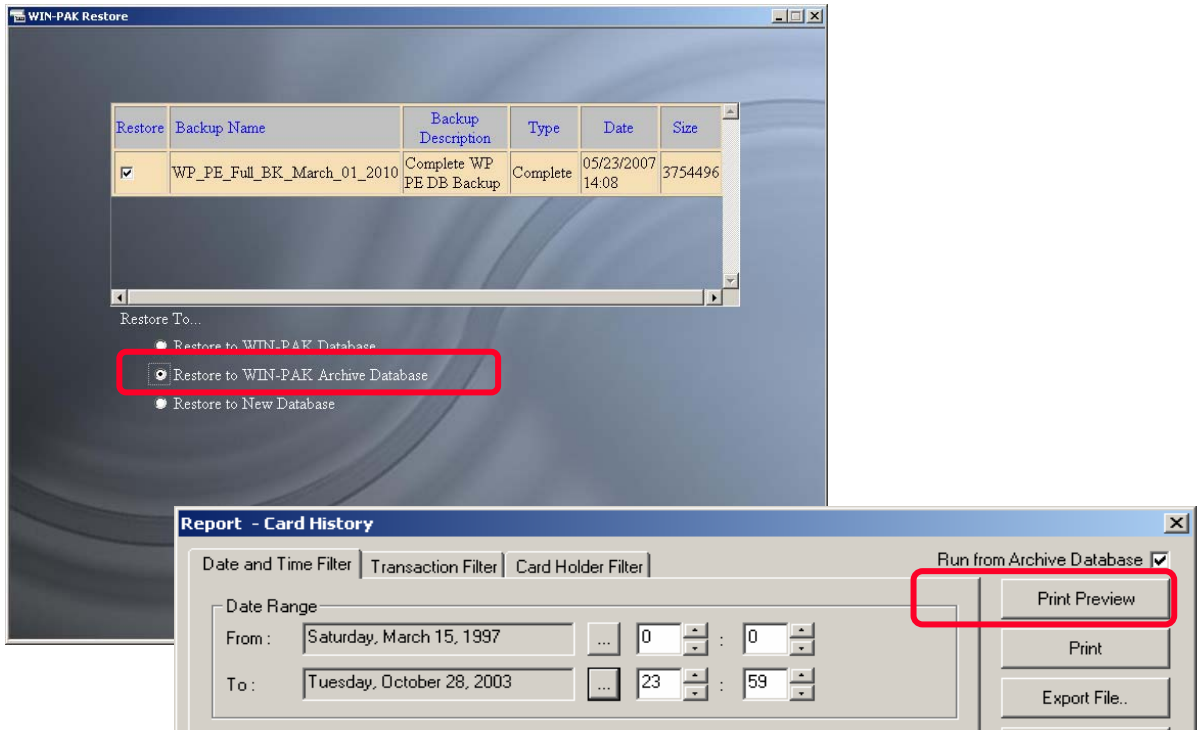 WIN-PAK Restore
Restore Backup Name Backup Description Type Date Size
WP_PE_Full_BK_March_01_2010 Complete WP PE DB Backup Complete 05/23/2007 14:08 3754496
Restore To...
Restore to WIN-PAK Database
Restore to WIN-PAK Archive Database
Restore to New Database
Report - Card History
Date and Time Filter Transaction Filter Card Holder Filter Run from Archive Database
Date Range Print Preview
From : Saturday, March 15, 1997 ... 0 : 0
Print
To : Tuesday, October 28, 2003 ... 23 : 59
Export File..